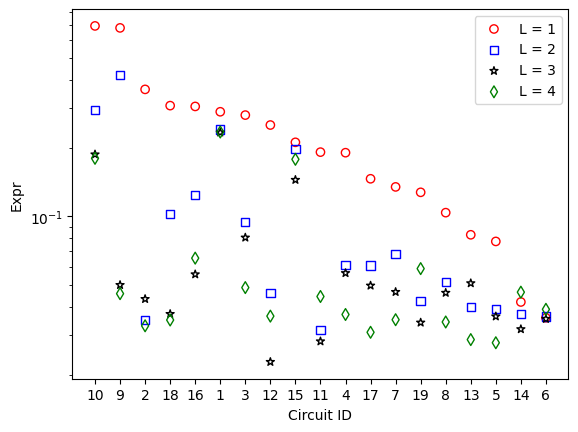 L = 1
L = 2
L = 3
L = 4
Expr
10⁻¹
10 9 2 18 16 1 3 12 15 11 4 17 7 19 8 13 5 14 6
Circuit ID